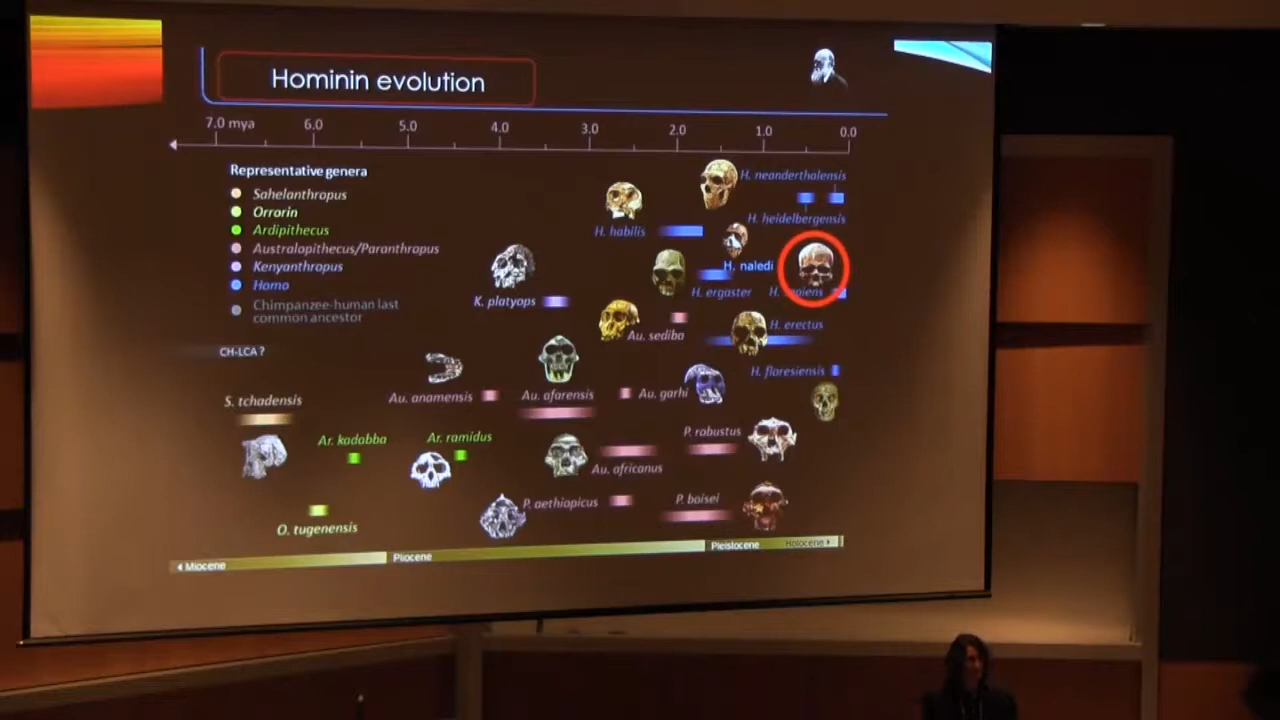 Hominin evolution
7.0 mya 6.0 5.0 4.0 3.0 2.0 1.0 0.0
Representative genera
Sahelanthropus
Orrorin
Ardipithecus
Australopithecus/Paranthropus
Kenyanthropus
Homo
Chimpanzee-human last
common ancestor
H. neanderthalensis
H. heidelbergensis
H. habilis
H. naledi
H. ergaster
H. sapiens
K. platyops
Au. sediba
H. erectus
CH-LCA ?
H. floresiensis
Au. anamensis
Au. afarensis
Au. garhi
S. tchadensis
Ar. kadabba
Ar. ramidus
P. robustus
Au. africanus
P. aethiopicus
P. boisei
O. tugenensis
Miocene
Pliocene
Pleistocene
Holocene